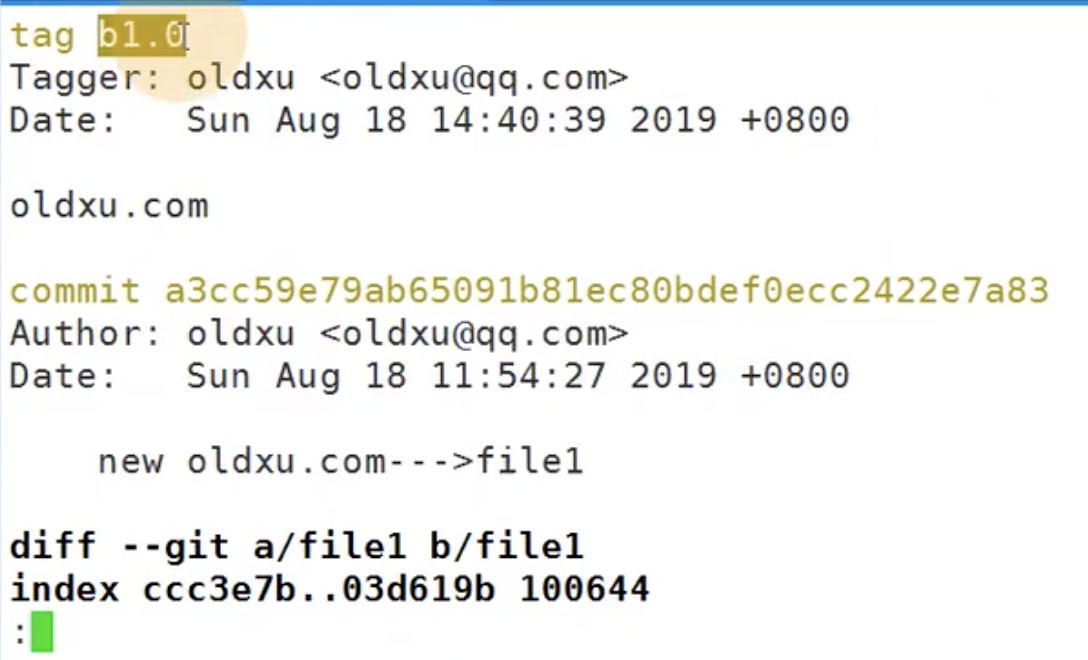 tag b1.0
Tagger: oldxu <oldxu@qq.com>
Date:   Sun Aug 18 14:40:39 2019 +0800
oldxu.com
commit a3cc59e79ab65091b81ec80bdef0ecc2422e7a83
Author: oldxu <oldxu@qq.com>
Date:   Sun Aug 18 11:54:27 2019 +0800
    new oldxu.com--->file1
diff --git a/file1 b/file1
index ccc3e7b..03d619b 100644
: